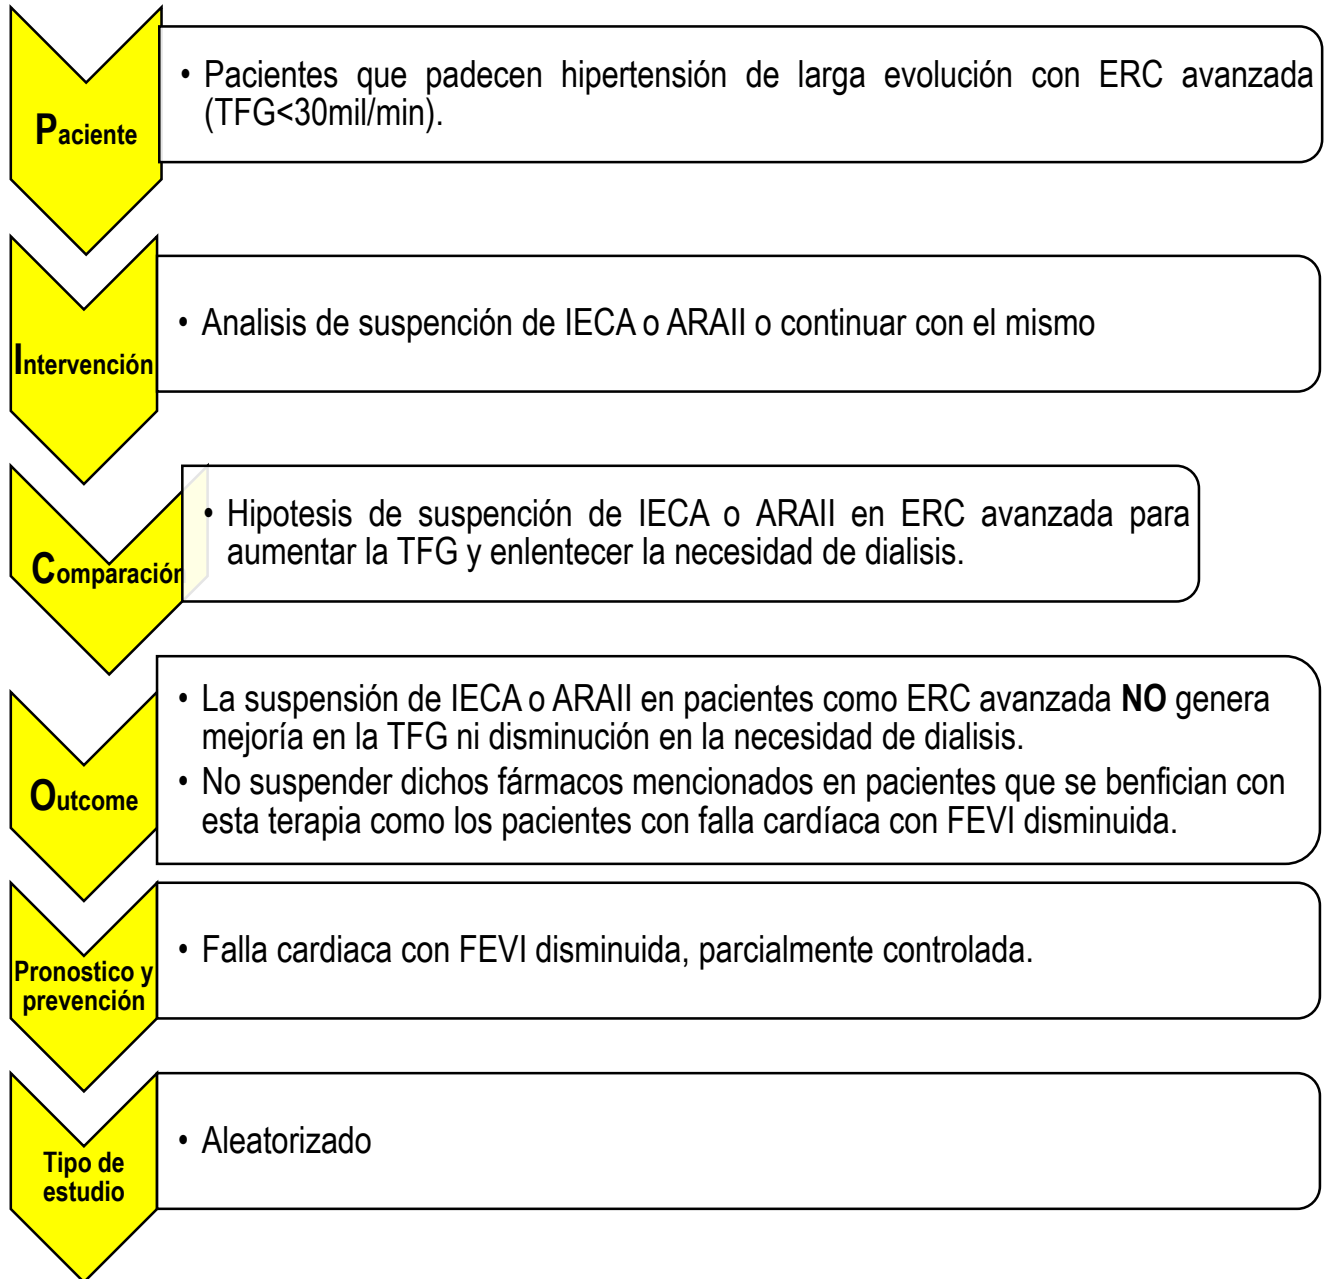 Paciente
• Pacientes que padecen hipertensión de larga evolución con ERC avanzada
(TFG<30mil/min).
Intervención
• Analisis de suspención de IECA o ARAII o continuar con el mismo
Comparación
• Hipotesis de suspención de IECA o ARAII en ERC avanzada para
aumentar la TFG y enlentecer la necesidad de dialisis.
Outcome
• La suspensión de IECA o ARAII en pacientes como ERC avanzada NO genera
mejoría en la TFG ni disminución en la necesidad de dialisis.
• No suspender dichos fármacos mencionados en pacientes que se benfician con
esta terapia como los pacientes con falla cardíaca con FEVI disminuida.
Pronostico y
prevención
• Falla cardiaca con FEVI disminuida, parcialmente controlada.
Tipo de
estudio
• Aleatorizado